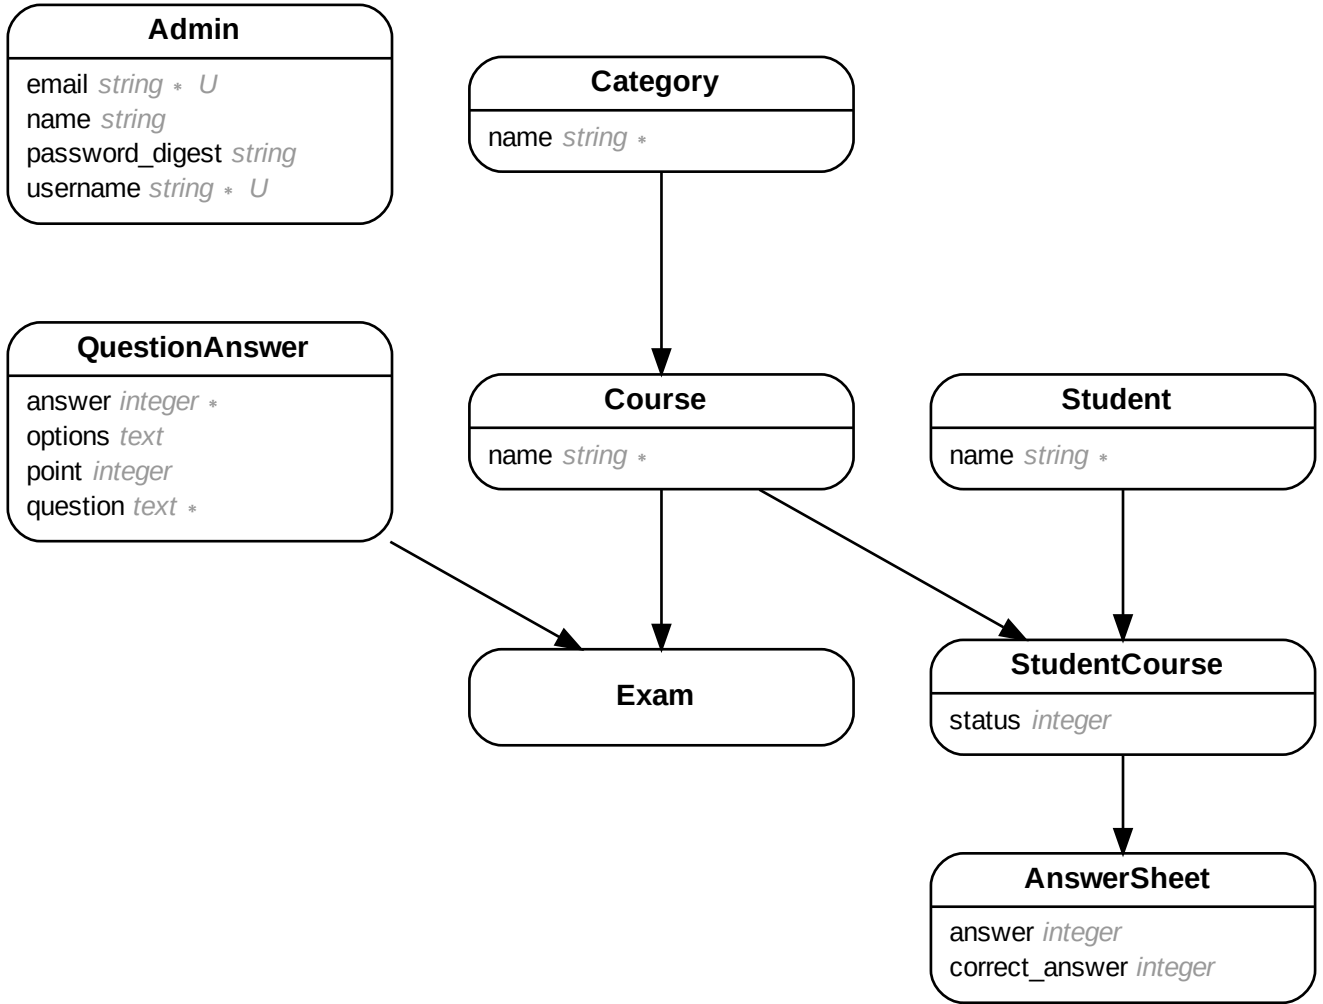 Admin
email string * U
name string
password_digest string
username string * U
Category
name string *
QuestionAnswer
answer integer *
options text
point integer
question text *
Course
name string *
Student
name string *
Exam
StudentCourse
status integer
AnswerSheet
answer integer
correct_answer integer